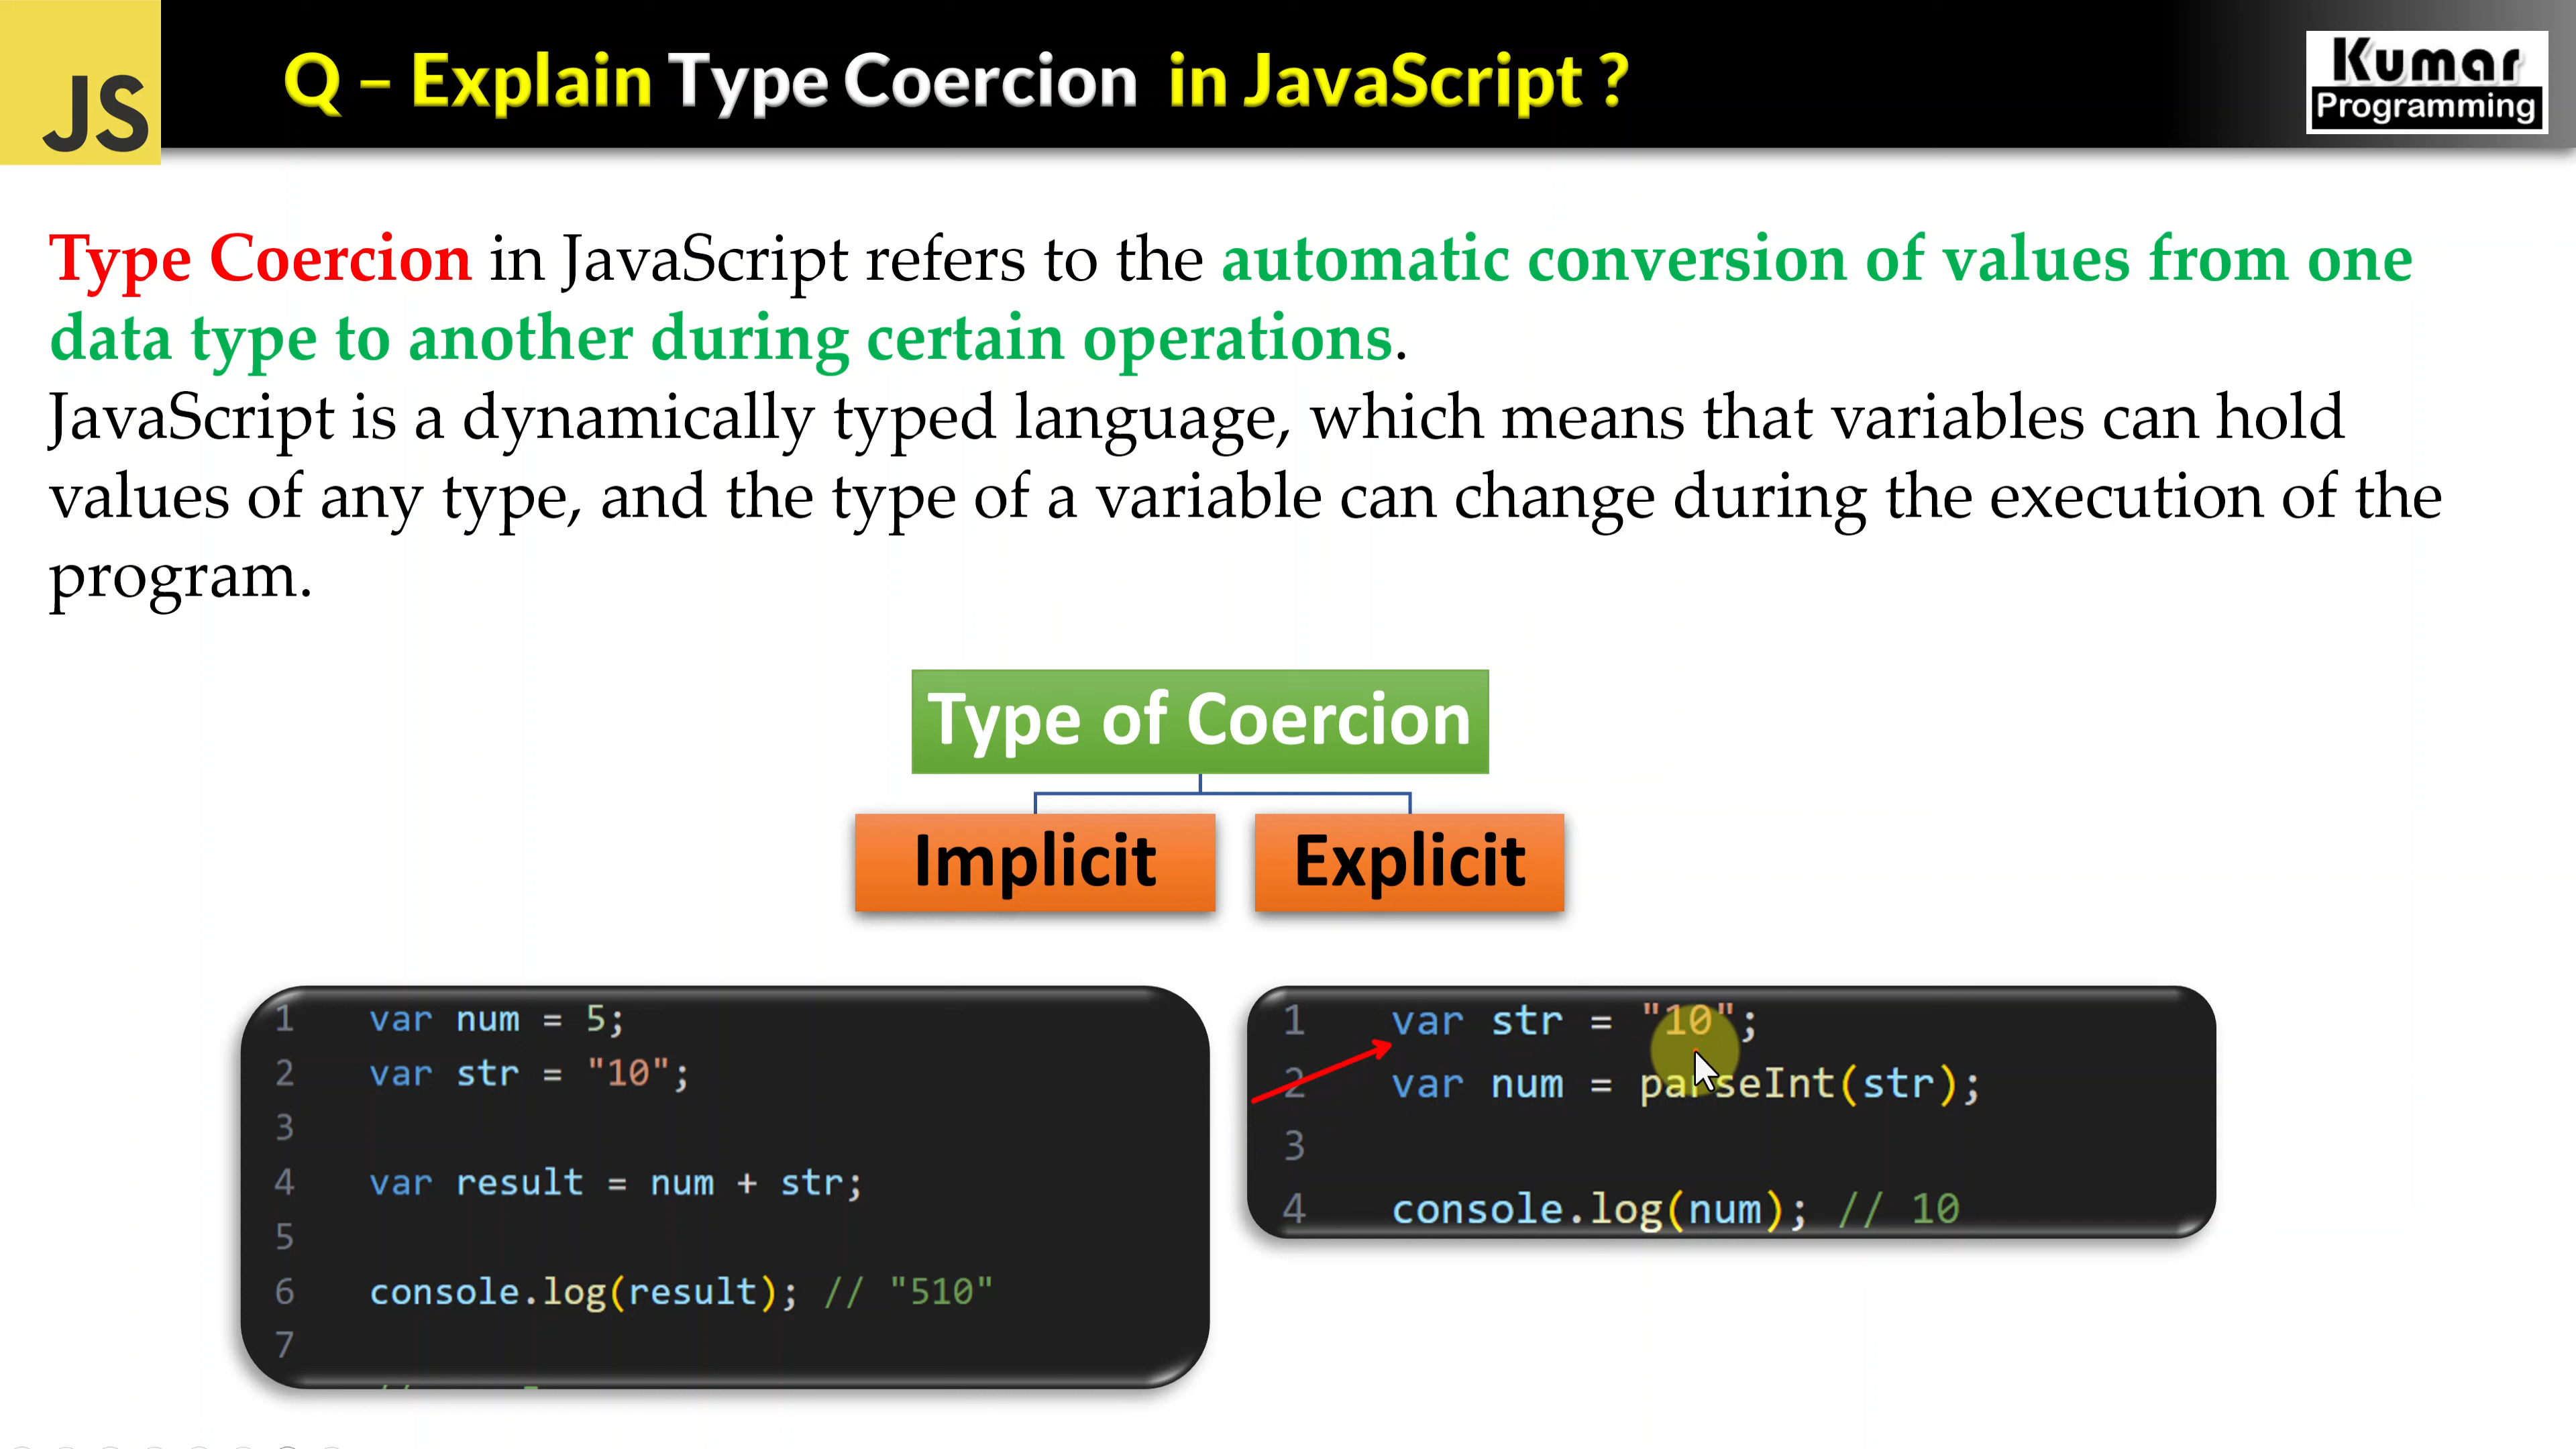 JS
Q – Explain Type Coercion in JavaScript ?
Kumar
Programming
Type Coercion in JavaScript refers to the automatic conversion of values from one
data type to another during certain operations.
JavaScript is a dynamically typed language, which means that variables can hold
values of any type, and the type of a variable can change during the execution of the
program.
Type of Coercion
Implicit
Explicit
1 var num = 5;
2 var str = "10";
3
4 var result = num + str;
5
6 console.log(result); // "510"
7
1 var str = "10";
2 var num = parseInt(str);
3
4 console.log(num); // 10